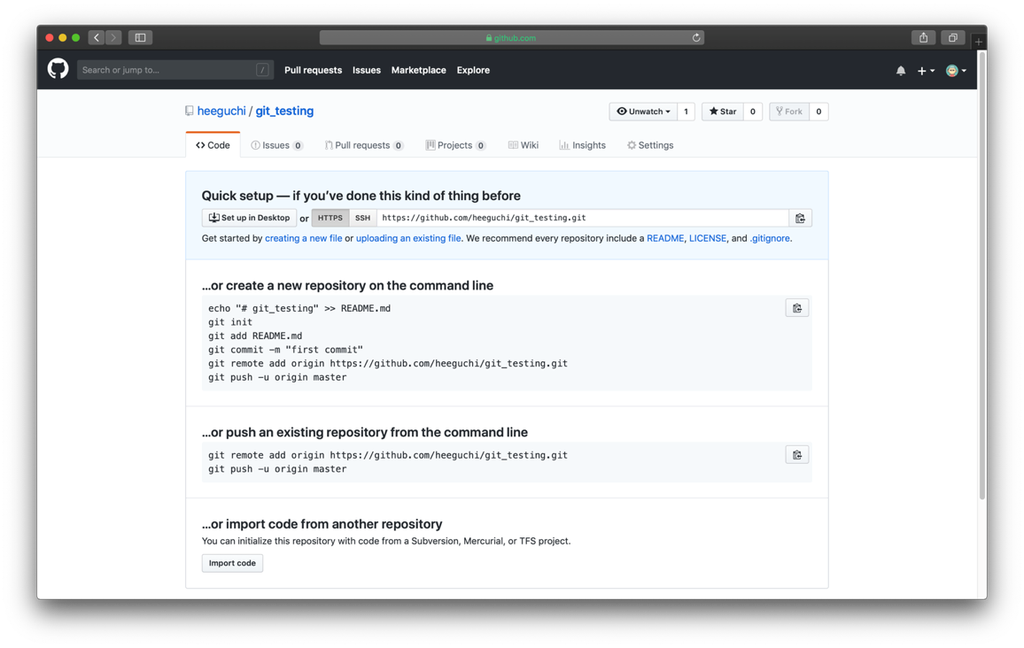 github.com
Search or jump to... /
Pull requests Issues Marketplace Explore
heeguchi / git_testing
Unwatch 1 Star 0 Fork 0
Code Issues 0 Pull requests 0 Projects 0 Wiki Insights Settings
Quick setup — if you’ve done this kind of thing before
Set up in Desktop or HTTPS SSH https://github.com/heeguchi/git_testing.git
Get started by creating a new file or uploading an existing file. We recommend every repository include a README, LICENSE, and .gitignore.
…or create a new repository on the command line
echo "# git_testing" >> README.md
git init
git add README.md
git commit -m "first commit"
git remote add origin https://github.com/heeguchi/git_testing.git
git push -u origin master
…or push an existing repository from the command line
git remote add origin https://github.com/heeguchi/git_testing.git
git push -u origin master
…or import code from another repository
You can initialize this repository with code from a Subversion, Mercurial, or TFS project.
Import code